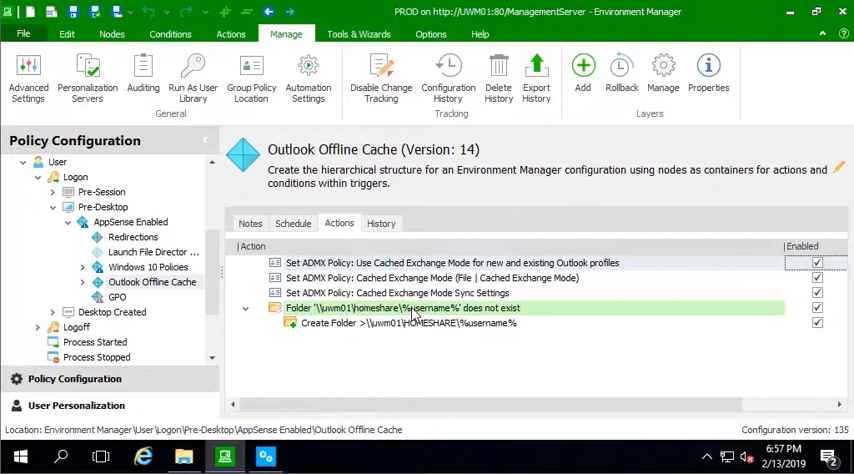 PROD on http://UWM01:80/ManagementServer - Environment Manager
File Edit Nodes Conditions Actions Manage Tools & Wizards Options Help
Advanced Settings
Personalization Servers
Auditing
Run As User Library
Group Policy Location
Automation Settings
Disable Change Tracking
Configuration History
Delete History
Export History
Add
Rollback
Manage
Properties
General
Tracking
Layers
Policy Configuration
User
Logon
Pre-Session
Pre-Desktop
AppSense Enabled
Redirections
Launch File Director ...
Windows 10 Policies
Outlook Offline Cache
GPO
Desktop Created
Logoff
Process Started
Process Stopped
Policy Configuration
User Personalization
Outlook Offline Cache (Version: 14)
Create the hierarchical structure for an Environment Manager configuration using nodes as containers for actions and
conditions within triggers.
Notes Schedule Actions History
Action Enabled
Set ADMX Policy: Use Cached Exchange Mode for new and existing Outlook profiles
Set ADMX Policy: Cached Exchange Mode (File | Cached Exchange Mode)
Set ADMX Policy: Cached Exchange Mode Sync Settings
Folder '\\uwm01\homeshare\%username%' does not exist
Create Folder >\\uwm01\HOMESHARE\%username%
Location: Environment Manager\User\Logon\Pre-Desktop\AppSense Enabled\Outlook Offline Cache
Configuration version: 135
6:57 PM
2/13/2019
2